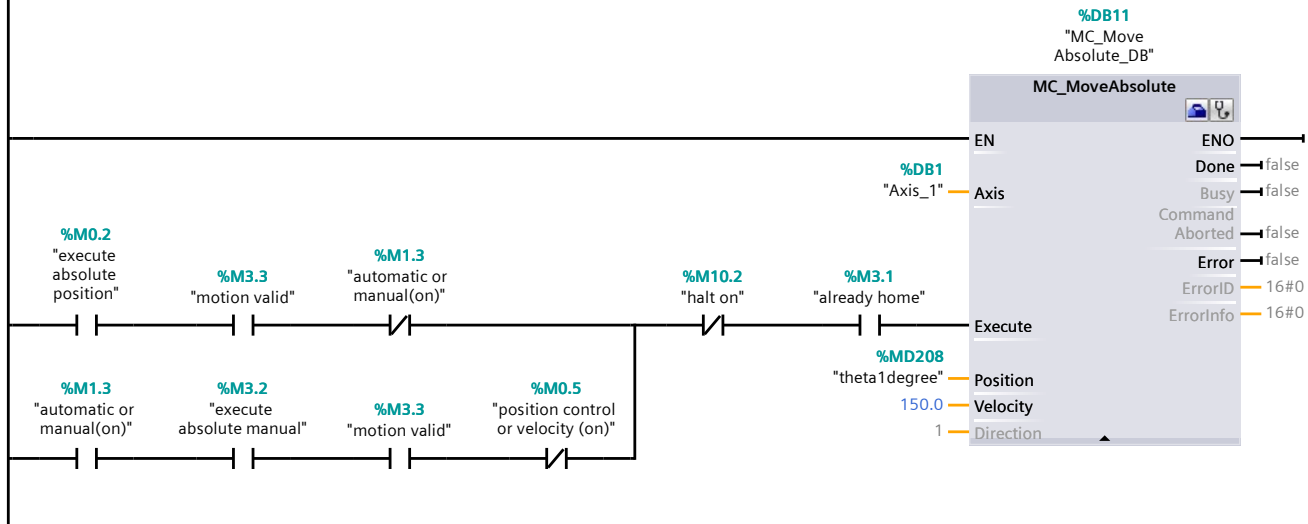 %DB11
"MC_Move
Absolute_DB"
MC_MoveAbsolute
EN
ENO
%DB1
"Axis_1"
Axis
Done
false
Busy
false
Command
Aborted
false
Error
false
ErrorID
16#0
ErrorInfo
16#0
%M0.2
"execute
absolute
position"
%M3.3
"motion valid"
%M1.3
"automatic or
manual(on)"
%M10.2
"halt on"
%M3.1
"already home"
Execute
%MD208
"theta1degree"
Position
150.0
Velocity
1
Direction
%M1.3
"automatic or
manual(on)"
%M3.2
"execute
absolute manual"
%M3.3
"motion valid"
%M0.5
"position control
or velocity (on)"